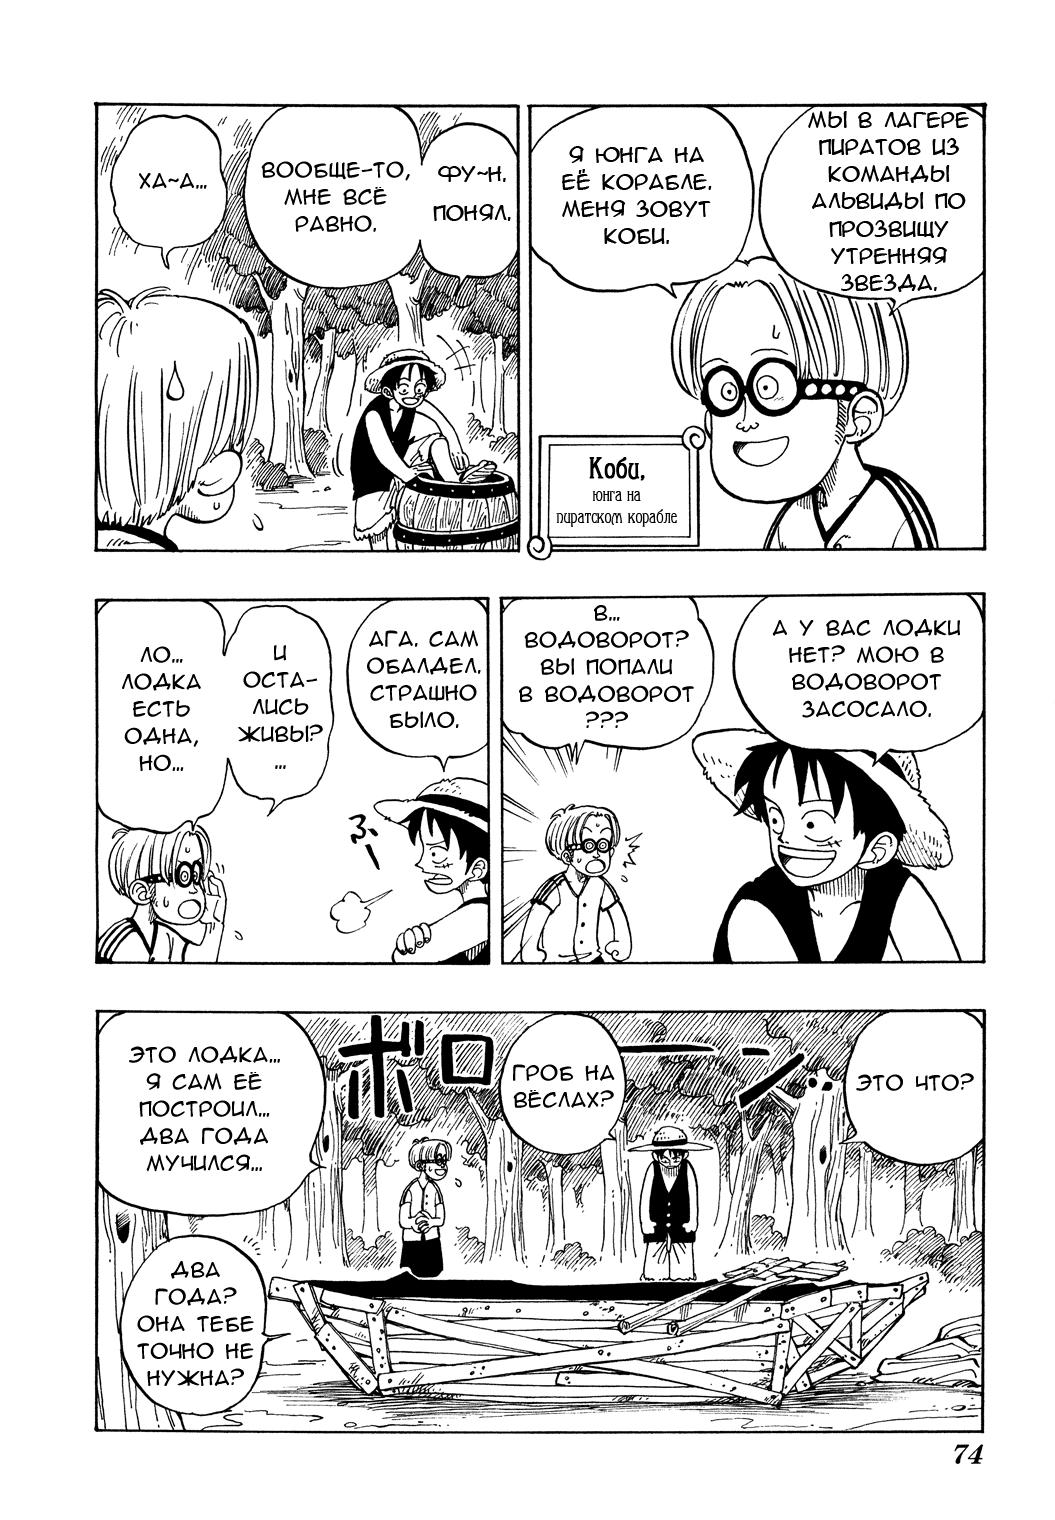 МЫ В ЛАГЕРЕ
ПИРАТОВ ИЗ
КОМАНДЫ
АЛЬВИДЫ ПО
ПРОЗВИЩУ
УТРЕННЯЯ
ЗВЕЗДА.
Я ЮНГА НА
ЕЁ КОРАБЛЕ.
МЕНЯ ЗОВУТ
КОБИ.
Коби,
юнга на
пиратском корабле
ФУ~Н.
ПОНЯЛ.
ВООБЩЕ-ТО,
МНЕ ВСЁ
РАВНО.
ХА~А...
А У ВАС ЛОДКИ
НЕТ? МОЮ В
ВОДОВОРОТ
ЗАСОСАЛО.
В...
ВОДОВОРОТ?
ВЫ ПОПАЛИ
В ВОДОВОРОТ
???
АГА. САМ
ОБАЛДЕЛ.
СТРАШНО
БЫЛО.
ふー
И
ОСТА-
ЛИСЬ
ЖИВЫ?
...
ЛО...
ЛОДКА
ЕСТЬ
ОДНА,
НО...
ЭТО ЧТО?
ГРОБ НА
ВЁСЛАХ?
ボローン
ЭТО ЛОДКА...
Я САМ ЕЁ
ПОСТРОИЛ...
ДВА ГОДА
МУЧИЛСЯ...
ДВА
ГОДА?
ОНА ТЕБЕ
ТОЧНО НЕ
НУЖНА?
74